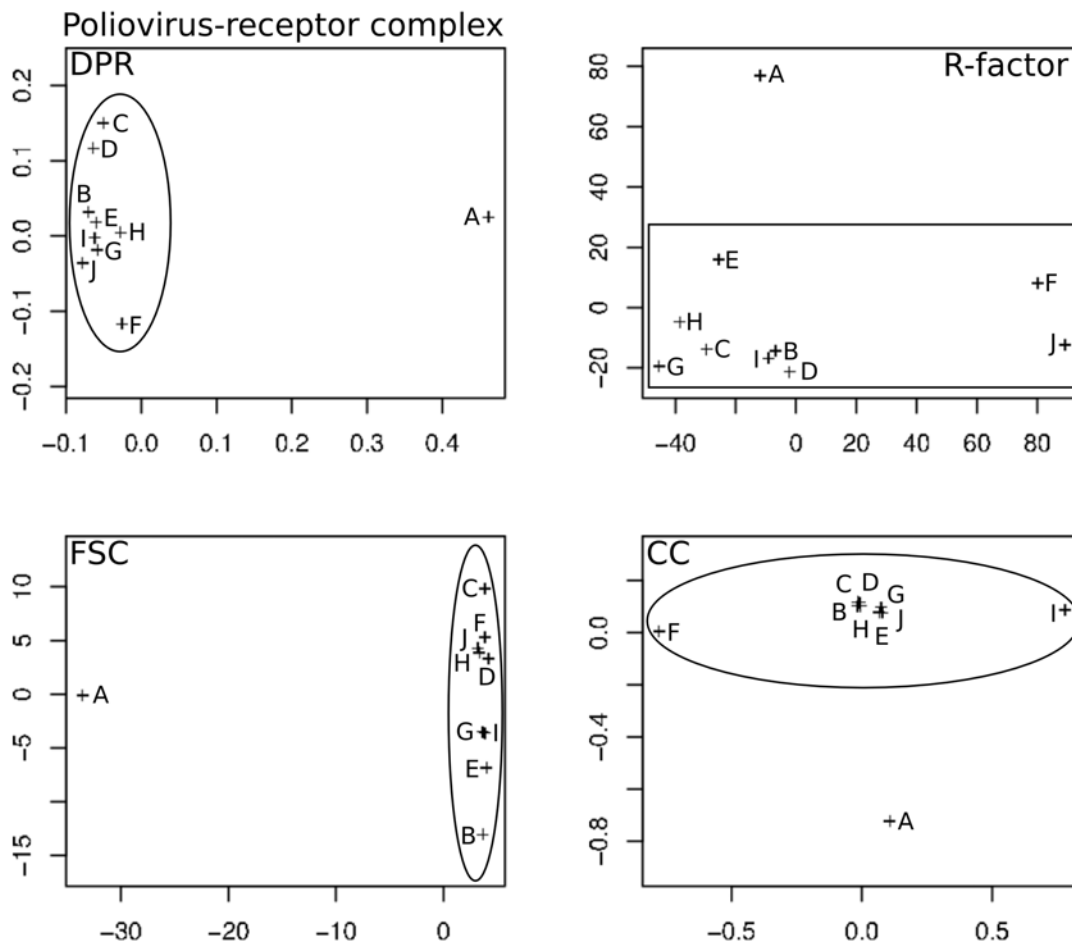 Poliovirus-receptor complex
DPR
0.2
0.1
0.0
−0.1
−0.2
C
D
B
E
H
I
G
J
F
A
−0.1 0.0 0.1 0.2 0.3 0.4
R-factor
80
60
40
20
0
−20
A
E
F
H
C
I
B
J
G
D
−40 0 20 40 60 80
FSC
10
5
0
−5
−15
C
F
J
H
D
A
G
I
E
B
−30 −20 −10 0
CC
0.0
−0.4
−0.8
C
D
G
B
J
I
F
H
E
A
−0.5 0.0 0.5